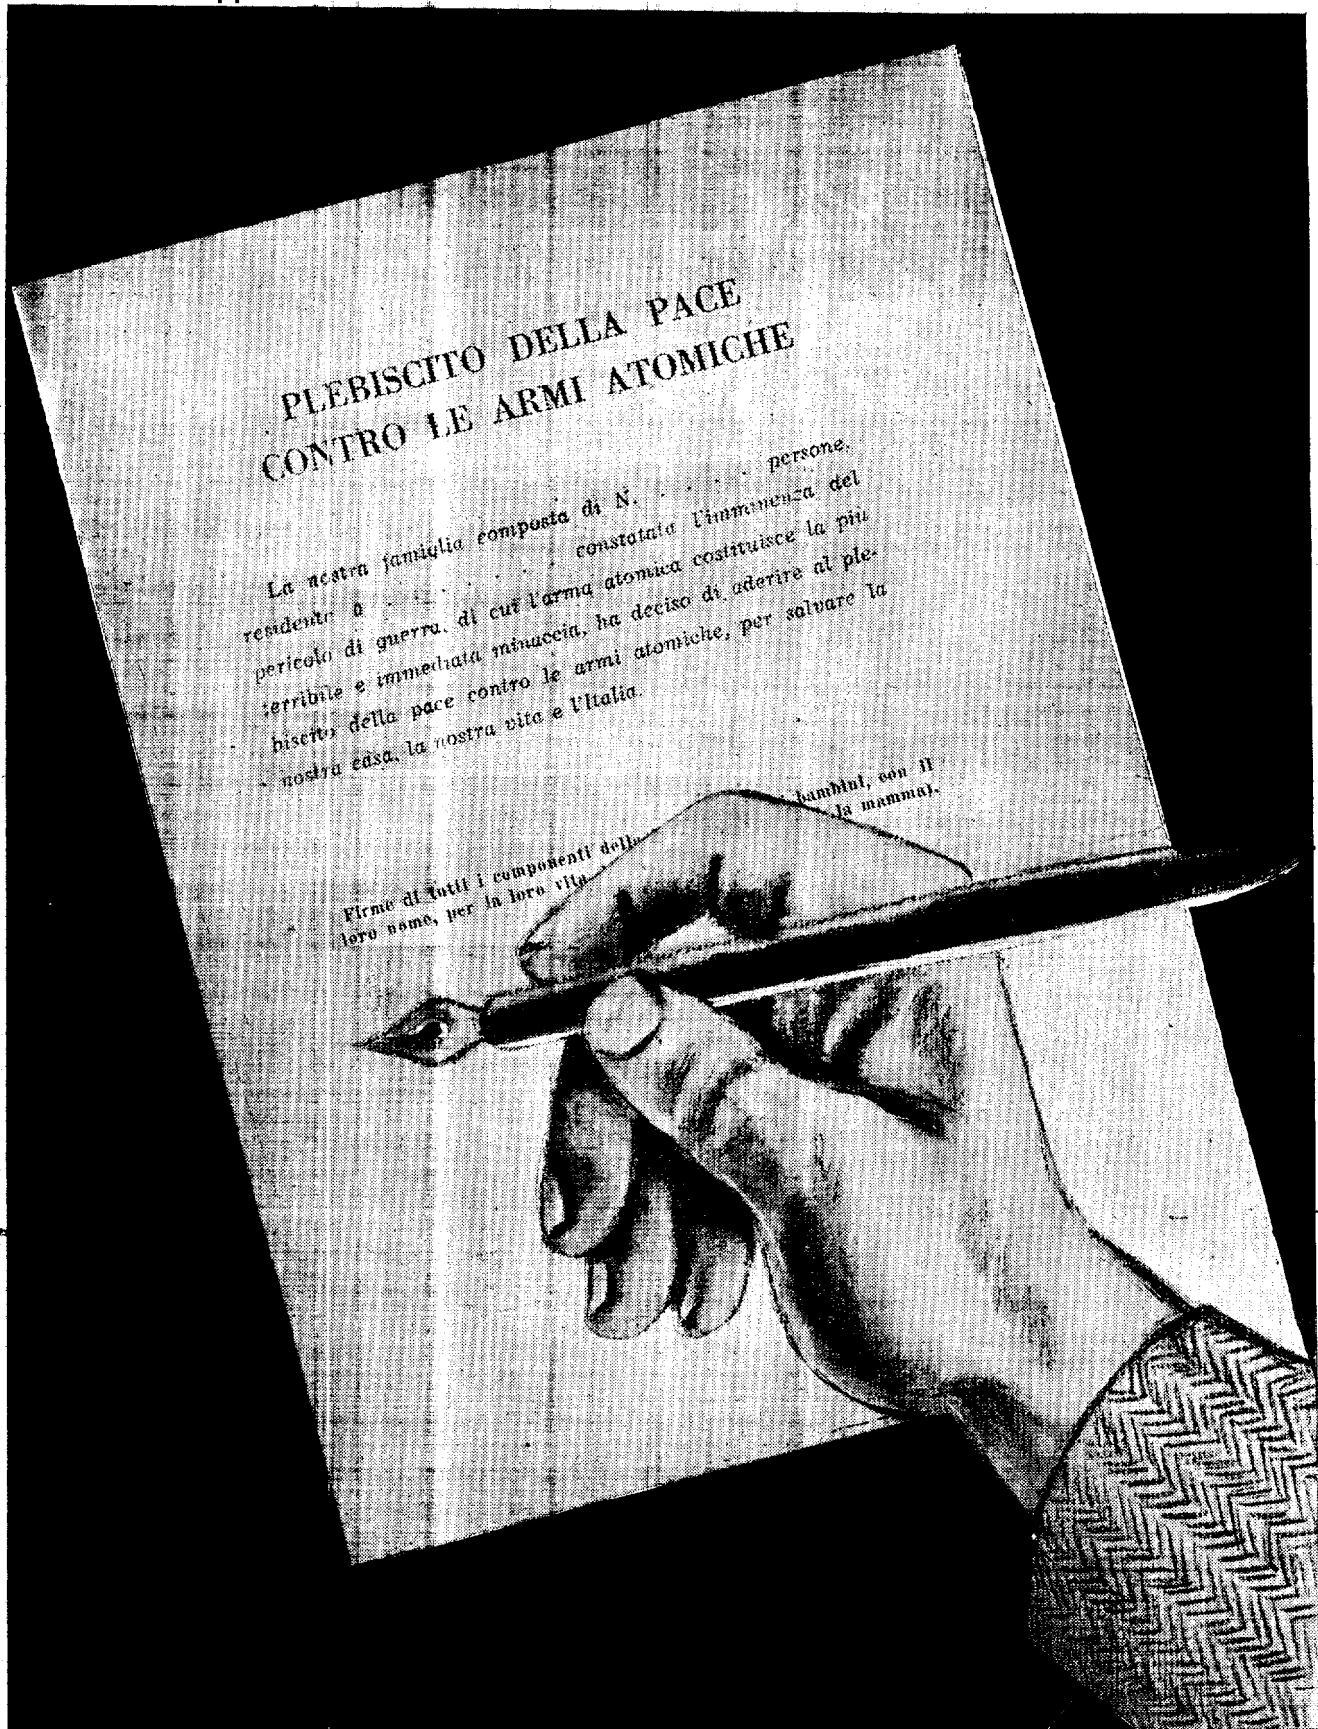 PLEBISCITO DELLA PACE
CONTRO LE ARMI ATOMICHE
La nostra famiglia composta di N. . . . . persone,
residente a . . . . . . . constatata l'imminenza del
pericolo di guerra, di cui l'arma atomica costituisce la più
terribile e immediata minaccia, ha deciso di aderire al ple-
biscito della pace contro le armi atomiche, per salvare la
nostra casa, la nostra vita e l'Italia.
Firme di tutti i componenti della bambini, con il
loro nome, per la loro vita la mamma).